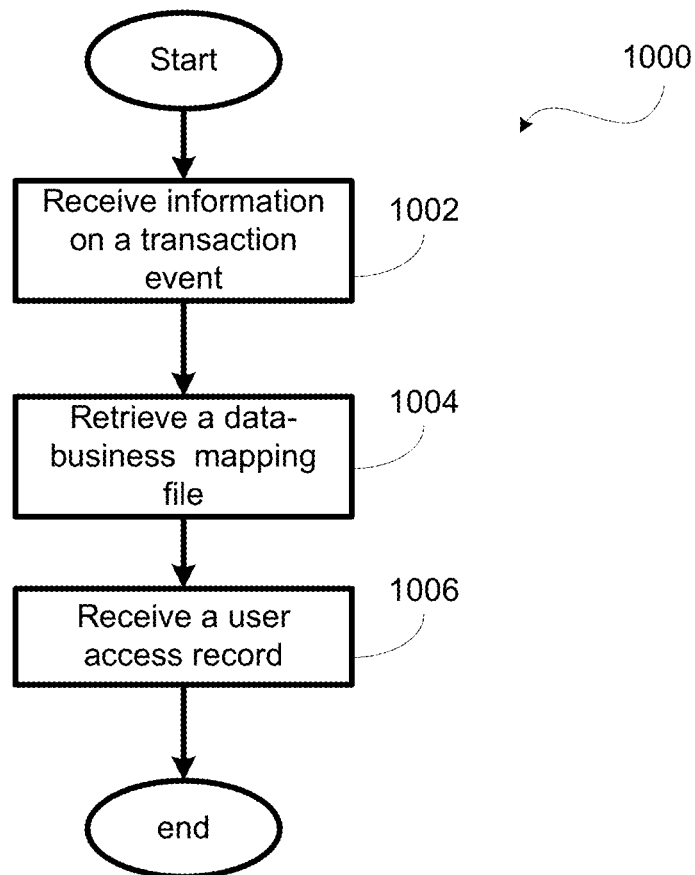 Start
1000
Receive information
on a transaction
event
1002
Retrieve a data-
business mapping
file
1004
Receive a user
access record
1006
end